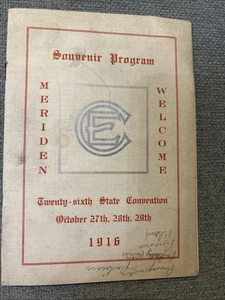 Souvenir Program
MERIDEN
WELCOME
CE
Twenty-sixth State Convention
October 27th, 28th, 29th
1916